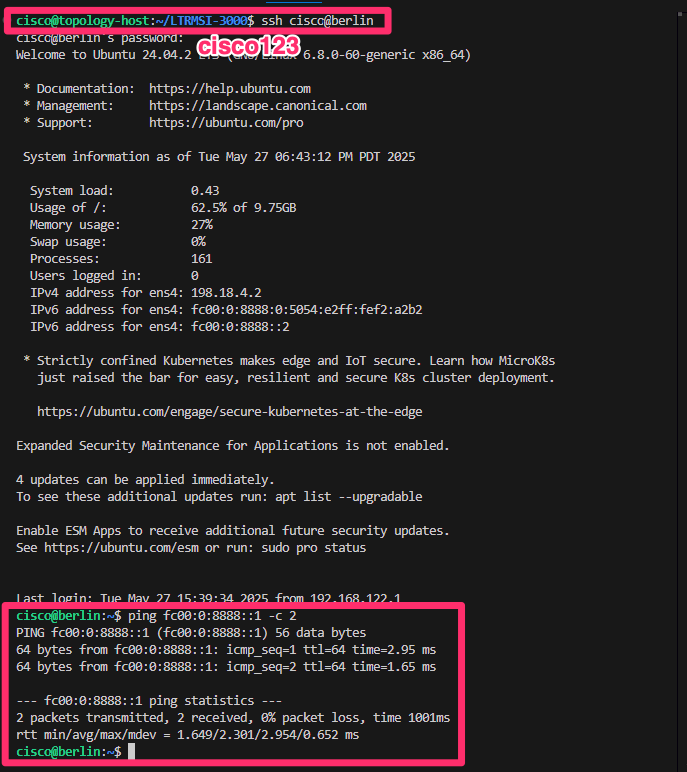 cisco@topology-host:~/LTRMSI-3000$ ssh cisco@berlin
cisco@berlin's password:
cisco123
Welcome to Ubuntu 24.04.2 LTS (GNU/Linux 6.8.0-60-generic x86_64)
* Documentation: https://help.ubuntu.com
* Management: https://landscape.canonical.com
* Support: https://ubuntu.com/pro
System information as of Tue May 27 06:43:12 PM PDT 2025
System load: 0.43
Usage of /: 62.5% of 9.75GB
Memory usage: 27%
Swap usage: 0%
Processes: 161
Users logged in: 0
IPv4 address for ens4: 198.18.4.2
IPv6 address for ens4: fc00:0:8888:0:5054:e2ff:fef2:a2b2
IPv6 address for ens4: fc00:0:8888::2
* Strictly confined Kubernetes makes edge and IoT secure. Learn how MicroK8s
just raised the bar for easy, resilient and secure K8s cluster deployment.
https://ubuntu.com/engage/secure-kubernetes-at-the-edge
Expanded Security Maintenance for Applications is not enabled.
4 updates can be applied immediately.
To see these additional updates run: apt list --upgradable
Enable ESM Apps to receive additional future security updates.
See https://ubuntu.com/esm or run: sudo pro status
Last login: Tue May 27 15:39:34 2025 from 192.168.122.1
cisco@berlin:~$ ping fc00:0:8888::1 -c 2
PING fc00:0:8888::1 (fc00:0:8888::1) 56 data bytes
64 bytes from fc00:0:8888::1: icmp_seq=1 ttl=64 time=2.95 ms
64 bytes from fc00:0:8888::1: icmp_seq=2 ttl=64 time=1.65 ms
--- fc00:0:8888::1 ping statistics ---
2 packets transmitted, 2 received, 0% packet loss, time 1001ms
rtt min/avg/max/mdev = 1.649/2.301/2.954/0.652 ms
cisco@berlin:~$